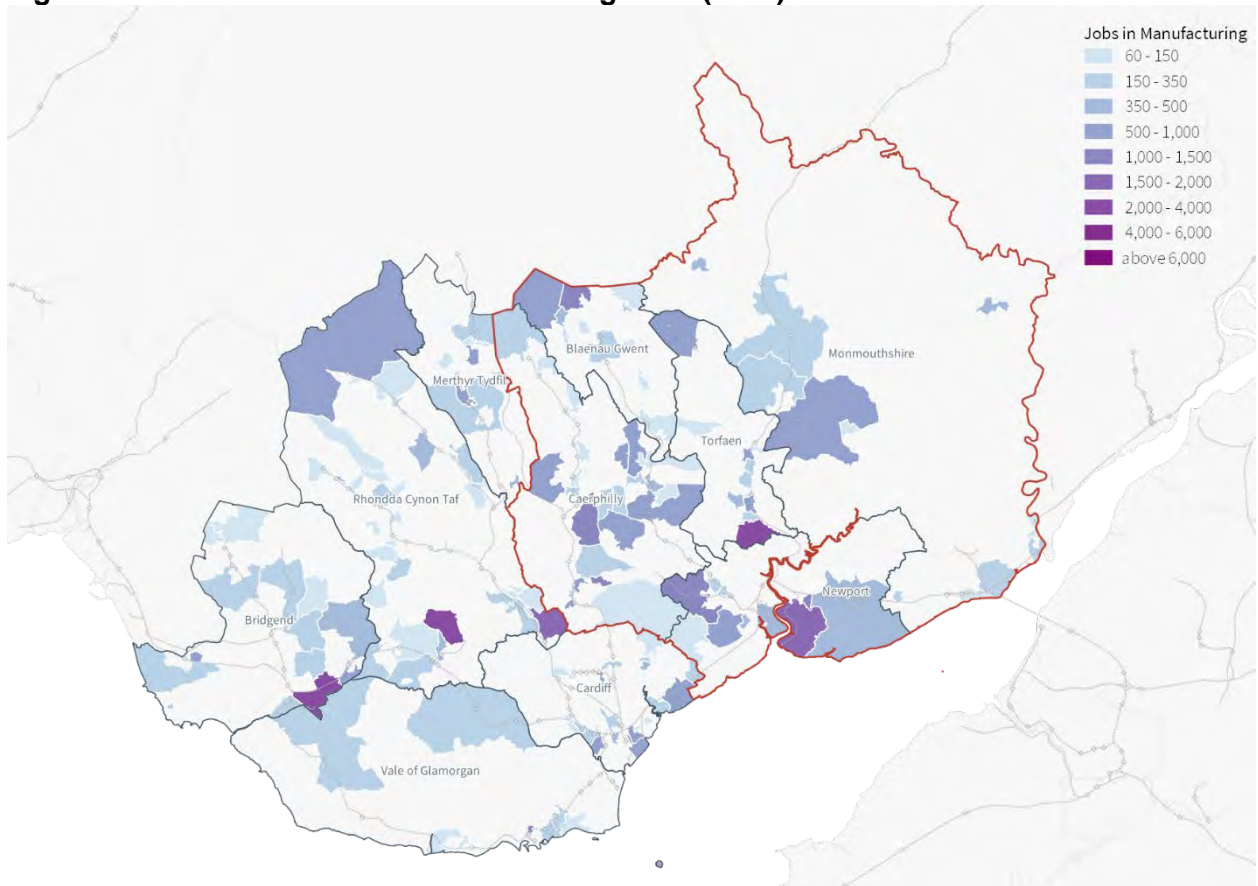 Jobs in Manufacturing
60 - 150
150 - 350
350 - 500
500 - 1,000
1,000 - 1,500
1,500 - 2,000
2,000 - 4,000
4,000 - 6,000
above 6,000
Blaenau Gwent
Monmouthshire
Merthyr Tydfil
Torfaen
Rhondda Cynon Taf
Caerphilly
Newport
Bridgend
Cardiff
Vale of Glamorgan